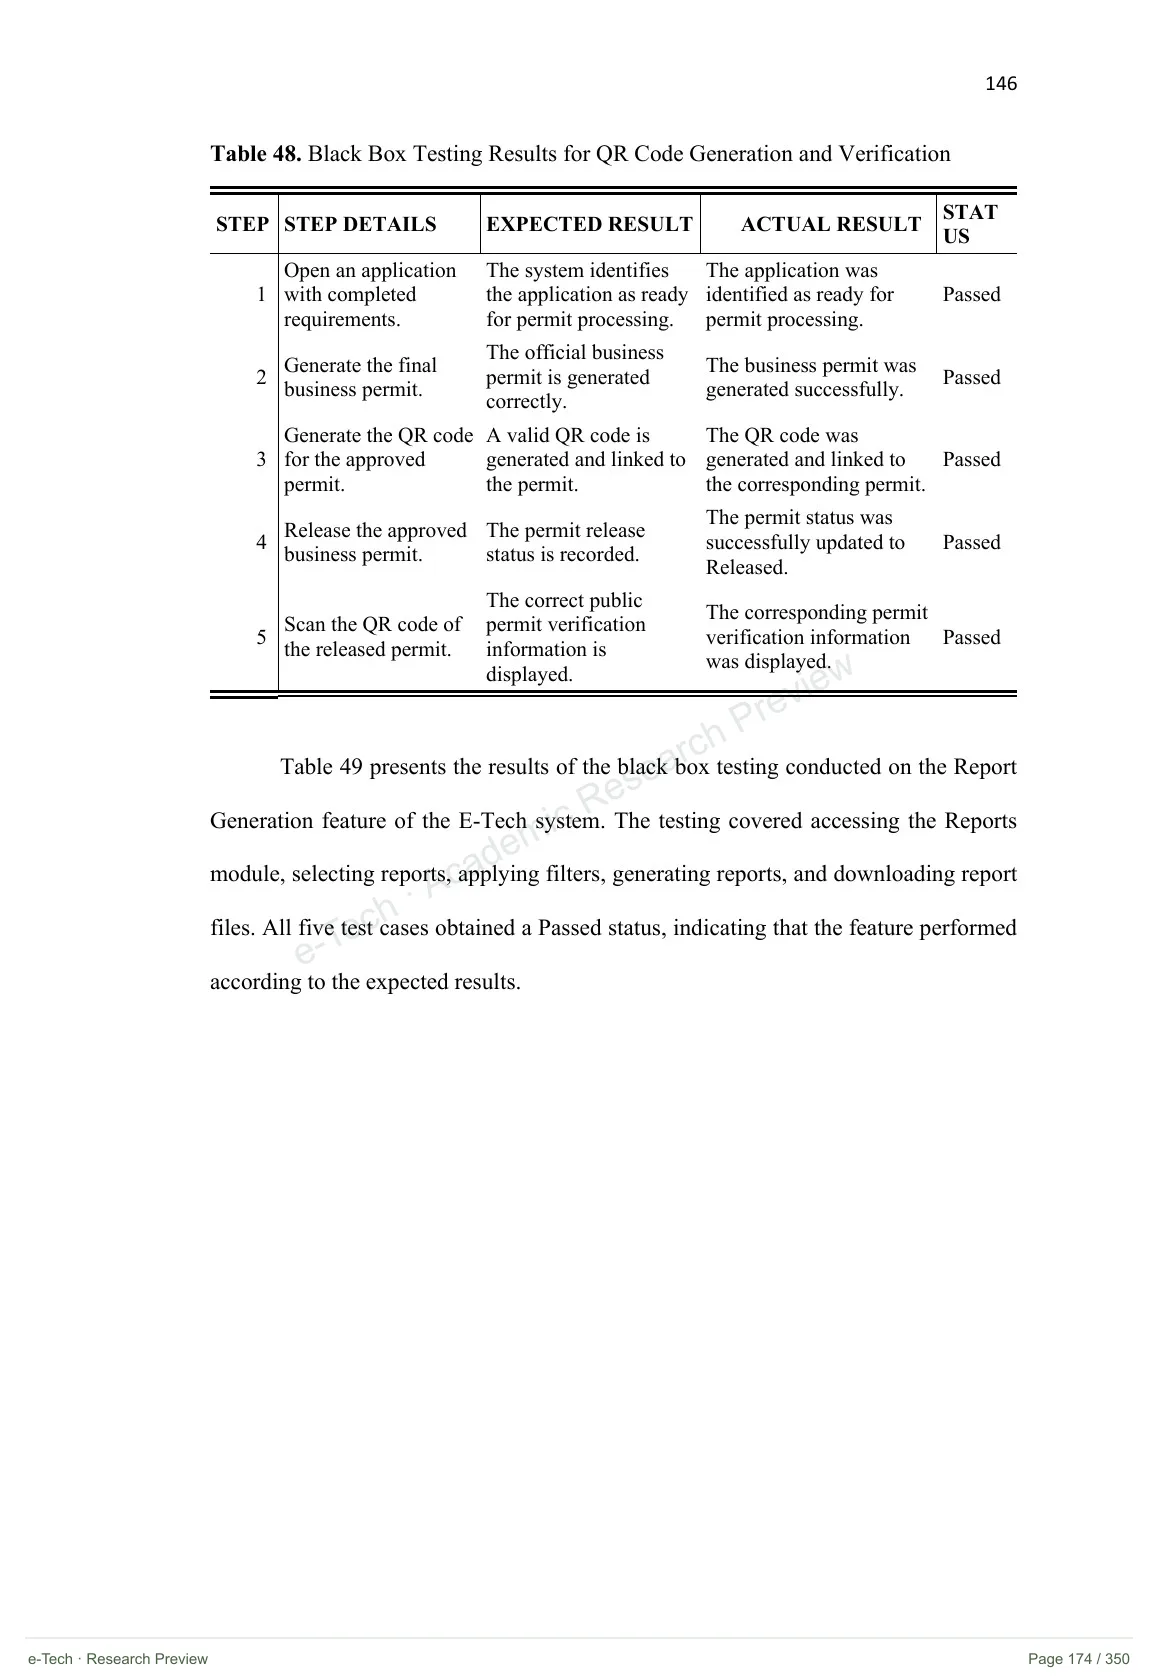 146
Table 48. Black Box Testing Results for QR Code Generation and Verification
STEP STEP DETAILS EXPECTED RESULT ACTUAL RESULT STAT
US
1
Open an application
with completed
requirements.
The system identifies
the application as ready
for permit processing.
The application was
identified as ready for
permit processing.
Passed
2
Generate the final
business permit.
The official business
permit is generated
correctly.
The business permit was
generated successfully.
Passed
3
Generate the QR code
for the approved
permit.
A valid QR code is
generated and linked to
the permit.
The QR code was
generated and linked to
the corresponding permit.
Passed
4
Release the approved
business permit.
The permit release
status is recorded.
The permit status was
successfully updated to
Released.
Passed
5
Scan the QR code of
the released permit.
The correct public
permit verification
information is
displayed.
The corresponding permit
verification information
was displayed.
Passed
Table 49 presents the results of the black box testing conducted on the Report
Generation feature of the E-Tech system. The testing covered accessing the Reports
module, selecting reports, applying filters, generating reports, and downloading report
files. All five test cases obtained a Passed status, indicating that the feature performed
according to the expected results.
e-Tech · Academic Research Preview
e-Tech · Research Preview
Page 174 / 350